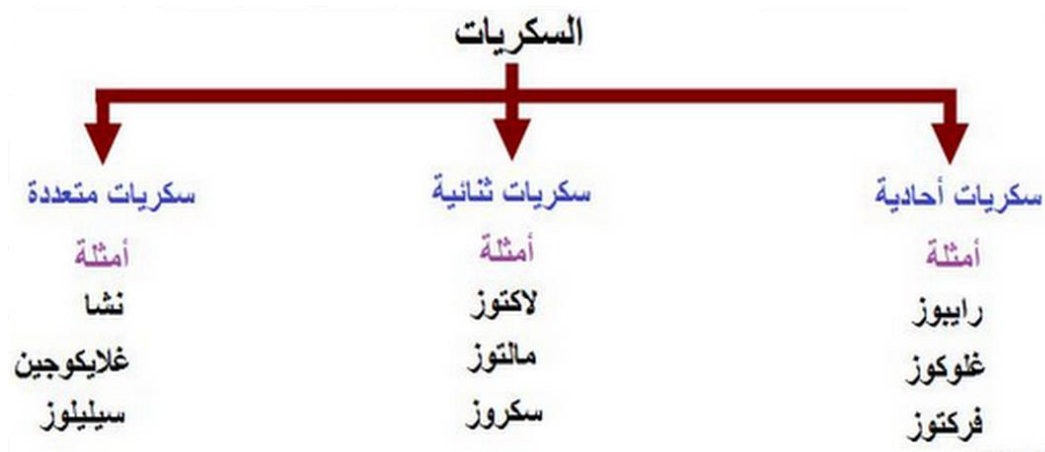 السكريات
سكريات أحادية
أمثلة
رايبوز
غلوكوز
فركتوز
سكريات ثنائية
أمثلة
لاكتوز
مالتوز
سكروز
سكريات متعددة
أمثلة
نشا
غلايكوجين
سيليلوز